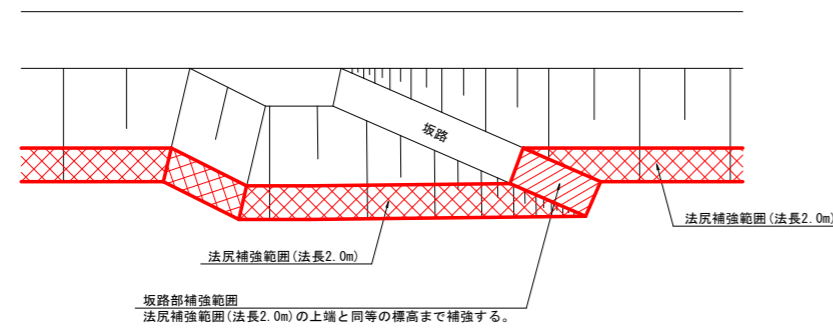 坂路
法尻補強範囲(法長2.0m)
法尻補強範囲(法長2.0m)
坂路部補強範囲
法尻補強範囲(法長2.0m)の上端と同等の標高まで補強する。